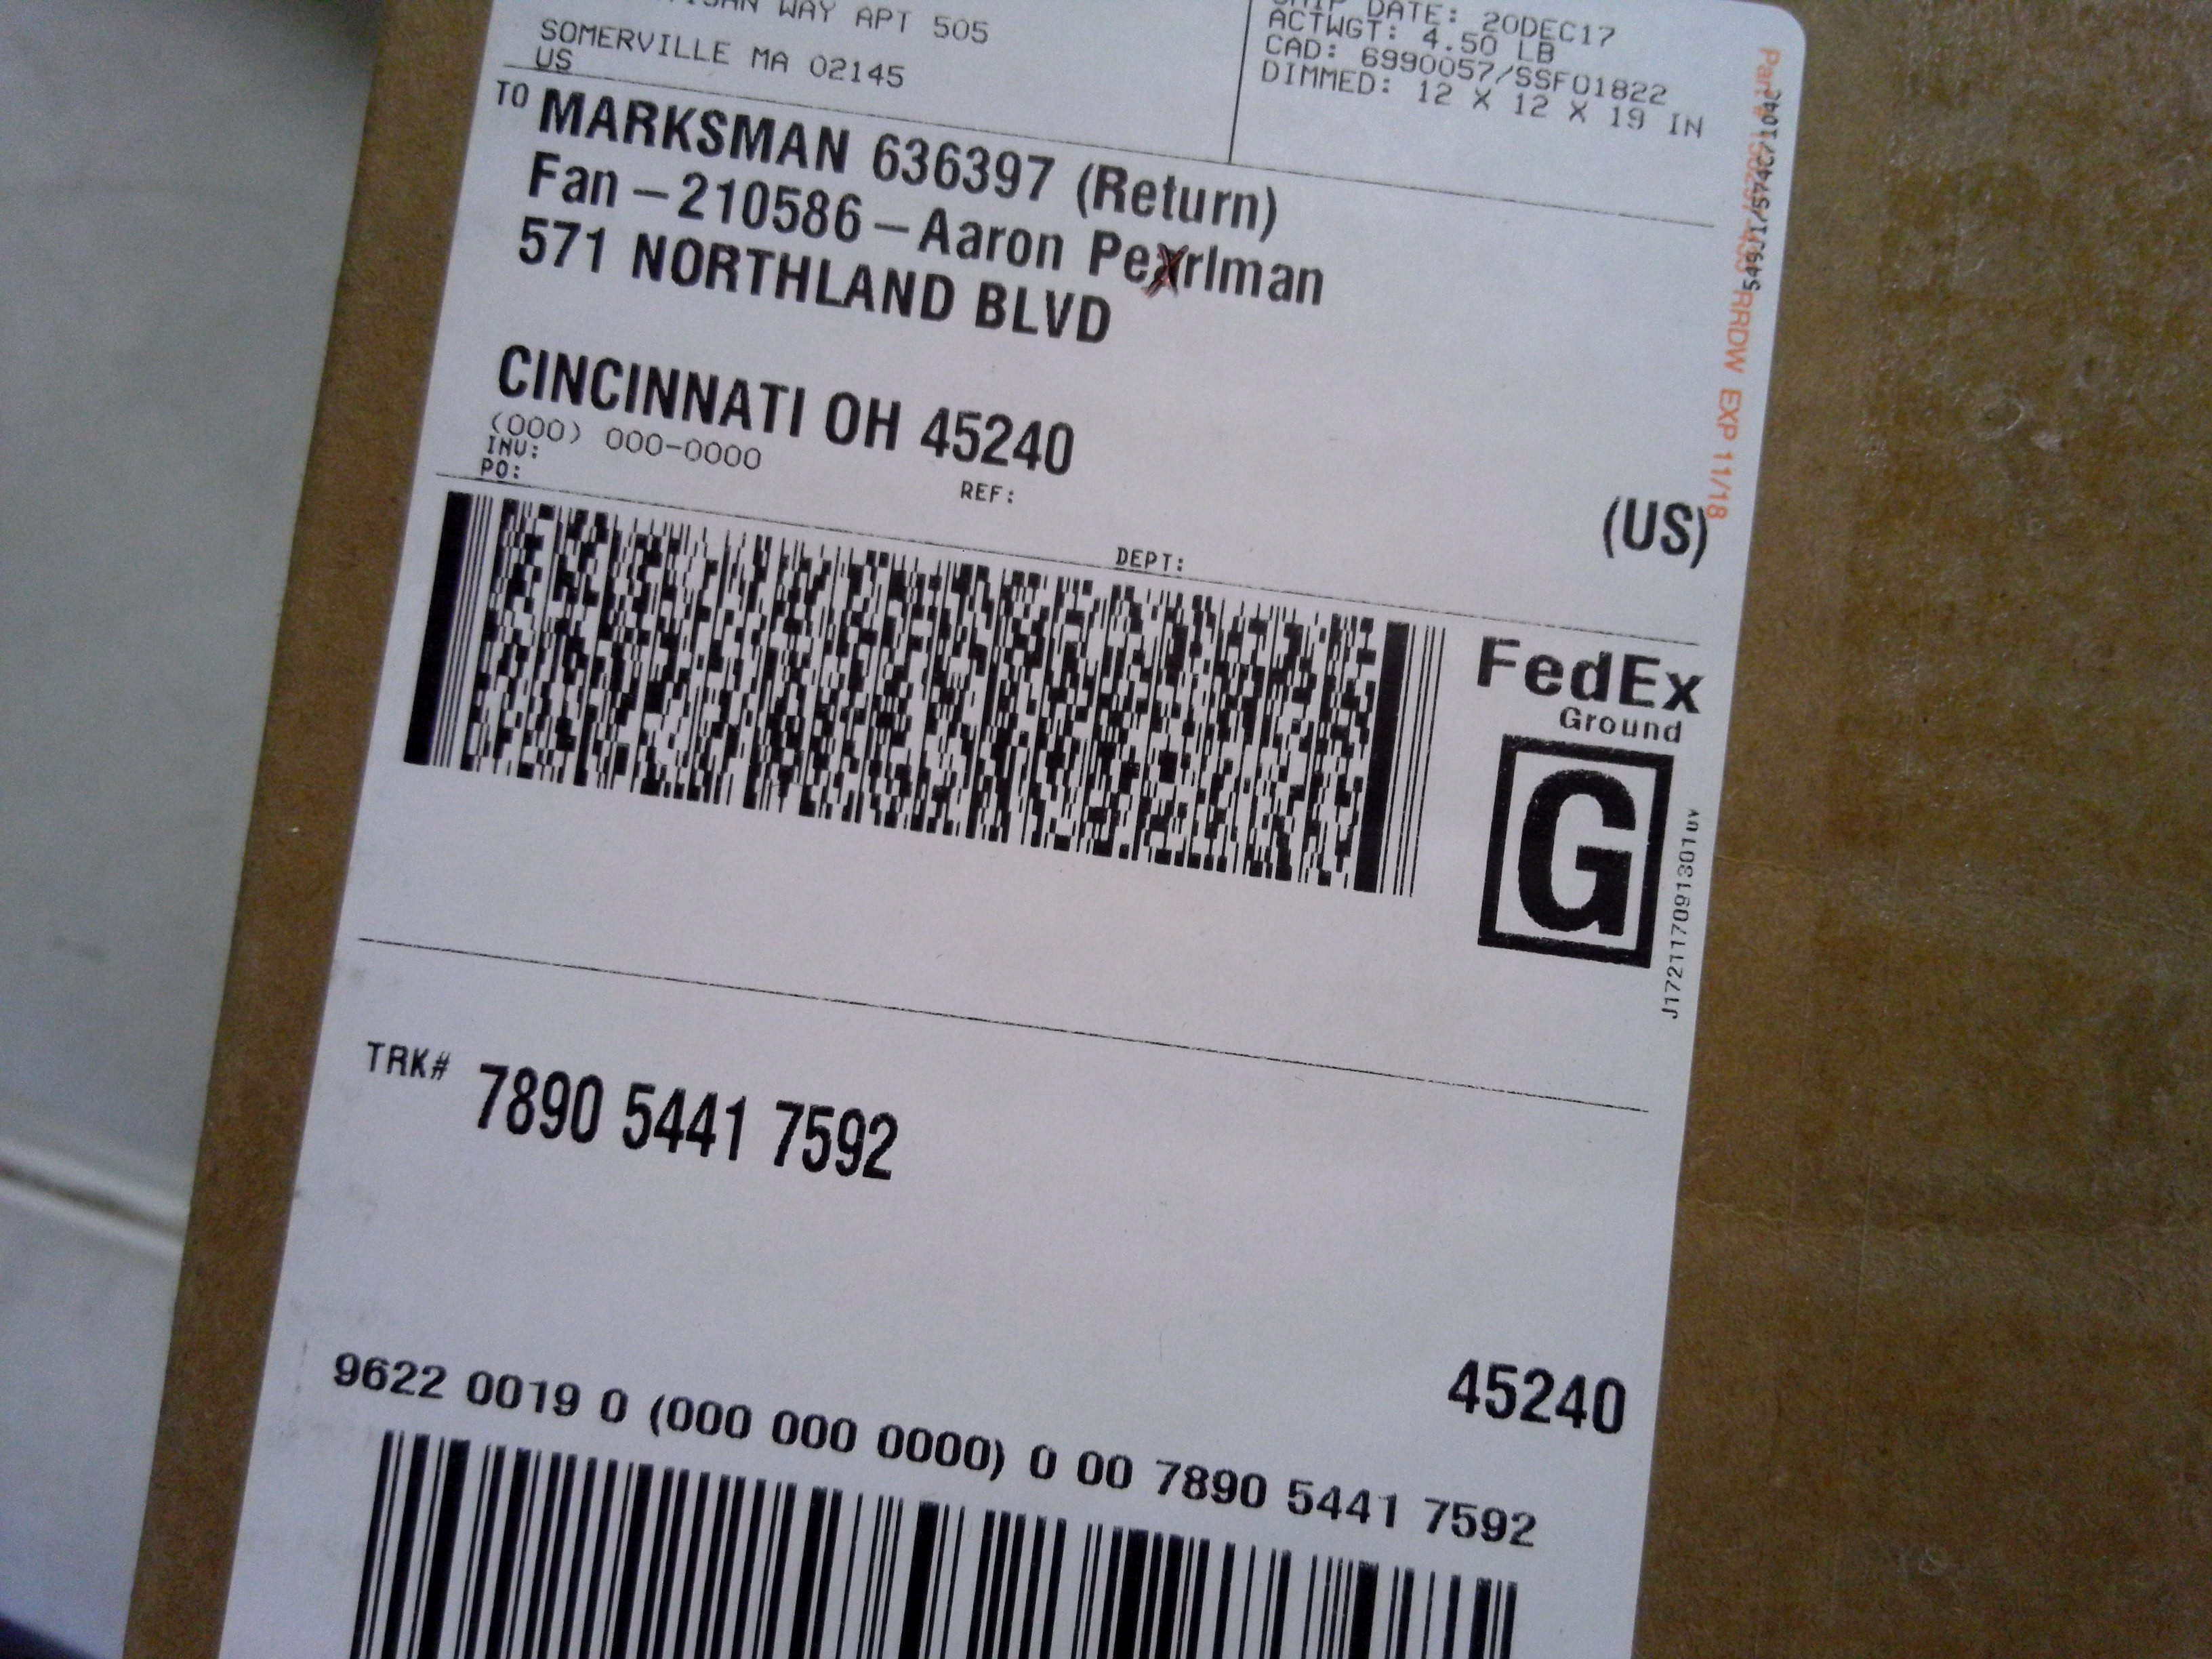 WAY APT 505
SOMERVILLE MA 02145
US
SHIP DATE: 20DEC17
ACTWGT: 4.50 LB
CAD: 6990057/SSFO1822
DIMMED: 12 X 12 X 19 IN
TO MARKSMAN 636397 (Return)
Fan – 210586 – Aaron Pearlman
571 NORTHLAND BLVD
CINCINNATI OH 45240
(000) 000-0000
INV:
PO:
REF:
DEPT:
(US)
RRDW EXP 11/18
FedEx
Ground
G
TRK# 7890 5441 7592
45240
9622 0019 0 (000 000 0000) 0 00 7890 5441 7592